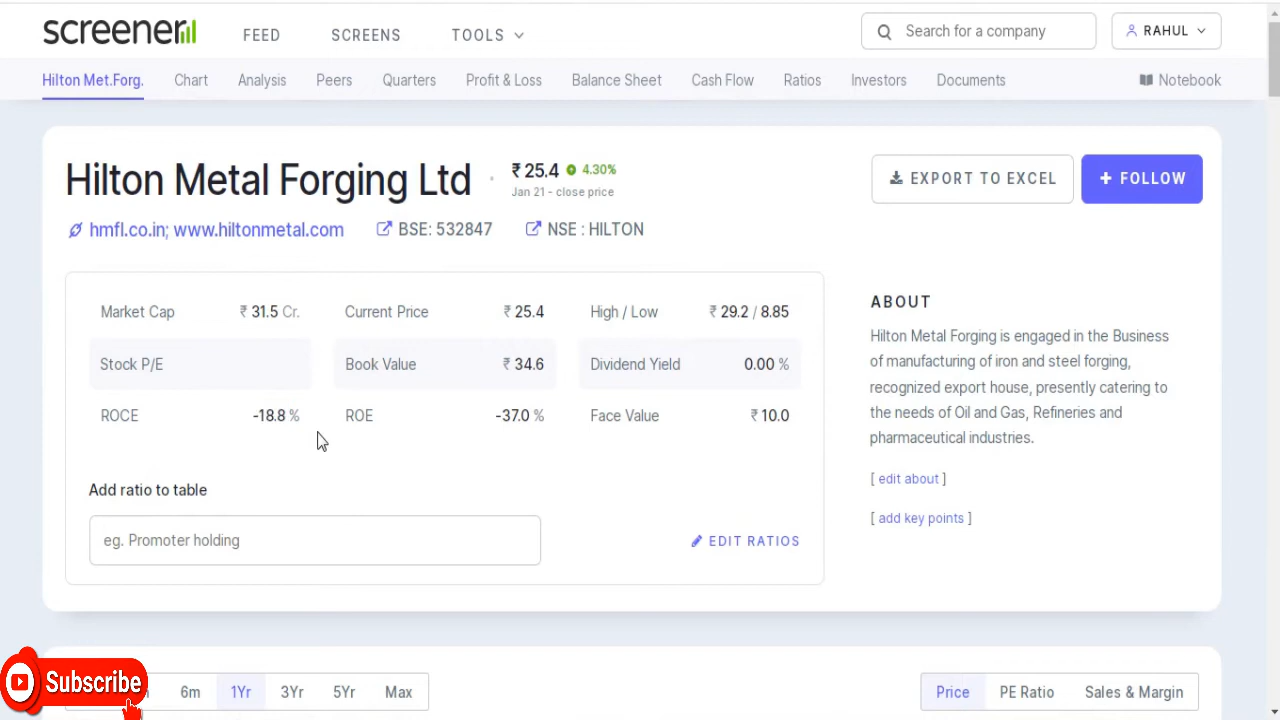 screener
FEED SCREENS TOOLS
Search for a company
RAHUL
Hilton Met.Forg. Chart Analysis Peers Quarters Profit & Loss Balance Sheet Cash Flow Ratios Investors Documents Notebook
Hilton Metal Forging Ltd
₹ 25.4 4.30%
Jan 21 - close price
EXPORT TO EXCEL
+ FOLLOW
hmfl.co.in; www.hiltonmetal.com BSE: 532847 NSE : HILTON
Market Cap ₹ 31.5 Cr. Current Price ₹ 25.4 High / Low ₹ 29.2 / 8.85
Stock P/E Book Value ₹ 34.6 Dividend Yield 0.00 %
ROCE -18.8 % ROE -37.0 % Face Value ₹ 10.0
Add ratio to table
eg. Promoter holding
EDIT RATIOS
ABOUT
Hilton Metal Forging is engaged in the Business
of manufacturing of iron and steel forging,
recognized export house, presently catering to
the needs of Oil and Gas, Refineries and
pharmaceutical industries.
[ edit about ]
[ add key points ]
Subscribe
6m 1Yr 3Yr 5Yr Max
Price PE Ratio Sales & Margin